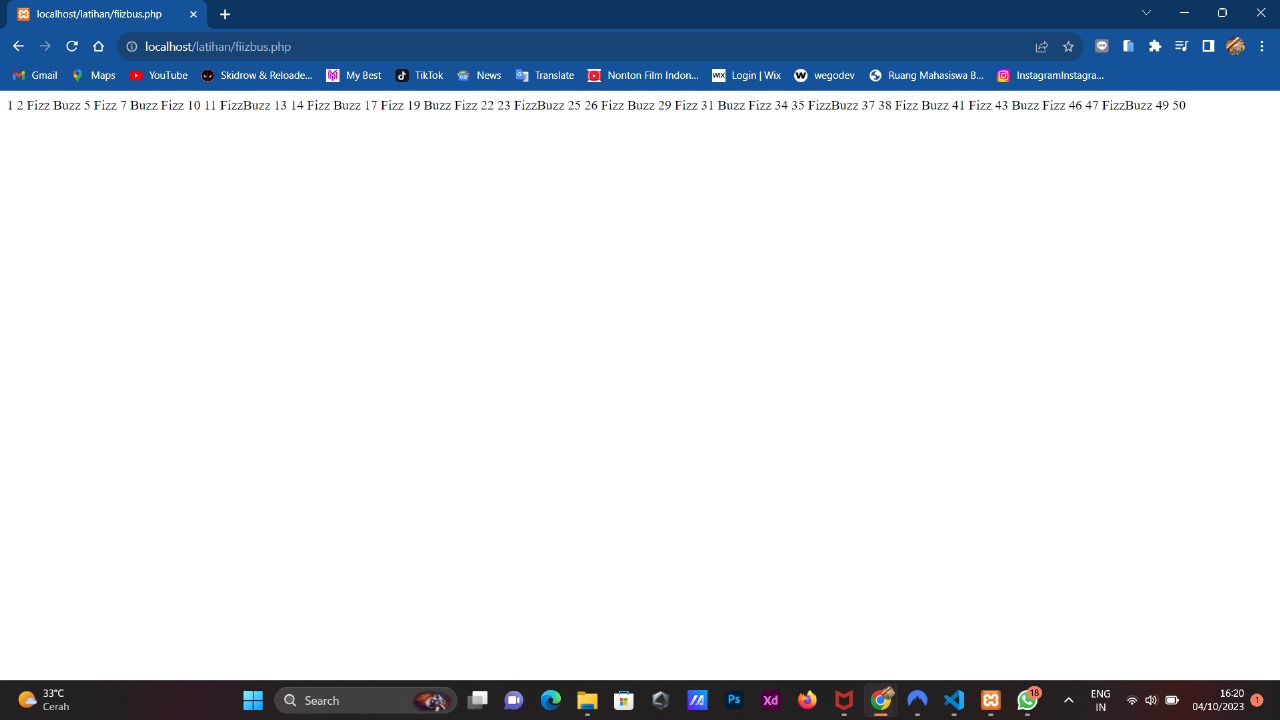 localhost/latihan/fiizbus.php
localhost/latihan/fiizbus.php
Gmail Maps YouTube Skidrow & Reloade... My Best TikTok News Translate Nonton Film Indon... WIX Login | Wix wegodev Ruang Mahasiswa B... InstagramInstagra...
1 2 Fizz Buzz 5 Fizz 7 Buzz Fizz 10 11 FizzBuzz 13 14 Fizz Buzz 17 Fizz 19 Buzz Fizz 22 23 FizzBuzz 25 26 Fizz Buzz 29 Fizz 31 Buzz Fizz 34 35 FizzBuzz 37 38 Fizz Buzz 41 Fizz 43 Buzz Fizz 46 47 FizzBuzz 49 50
33°C
Cerah
Search
Ps
Xd
18
ENG
IN
16:20
04/10/2023
1